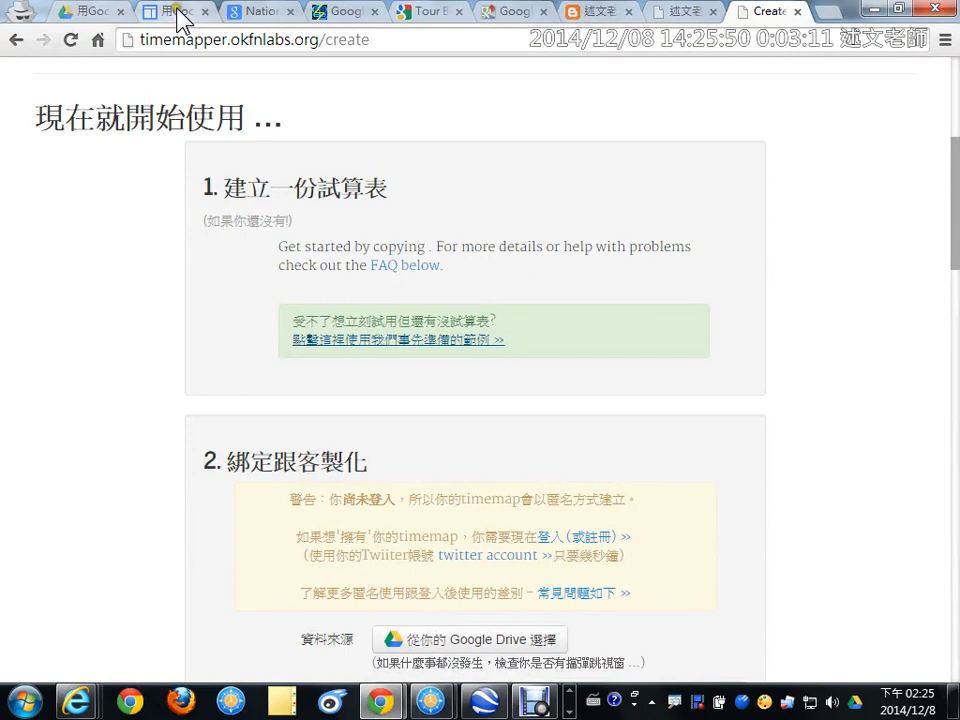 用Goo
用Goo
Nation
Googl
Tour B
Googl
述文老
述文老
Create
timemapper.okfnlabs.org/create
2014/12/08 14:25:50 0:03:11 述文老師
現在就開始使用 ...
1. 建立一份試算表
(如果你還沒有!)
Get started by copying . For more details or help with problems
check out the FAQ below.
受不了想立刻試用但還有沒試算表?
點擊這裡使用我們事先準備的範例 »
2. 綁定跟客製化
警告：你尚未登入，所以你的timemap會以匿名方式建立。
如果想'擁有'你的timemap，你需要現在登入(或註冊) »
(使用你的Twiiter帳號 twitter account »只要幾秒鐘)
了解更多匿名使用跟登入後使用的差別 - 常見問題如下 »
資料來源
從你的 Google Drive 選擇
(如果什麼事都沒發生，檢查你是否有擋彈跳視窗 ...)
下午 02:25
2014/12/8